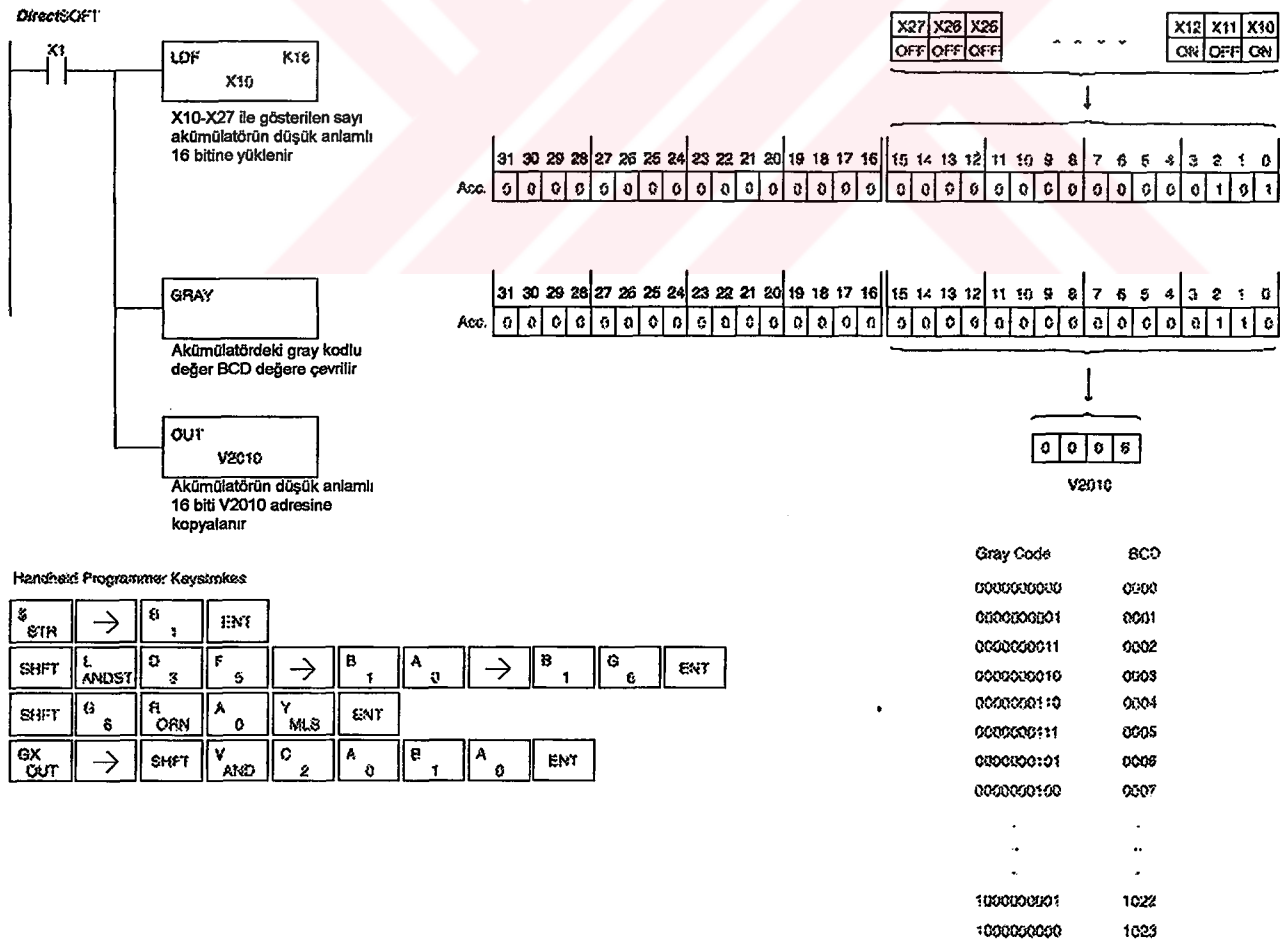 DirectSOFT
X1
LDF K16
X10
X10-X27 ile gösterilen sayı
akümülatörün düşük anlamlı
16 bitine yüklenir
X27 X26 X25 X12 X11 X10
OFF OFF OFF ON OFF ON
31 30 29 28 27 26 25 24 23 22 21 20 19 18 17 16 15 14 13 12 11 10 9 8 7 6 5 4 3 2 1 0
Acc. 0 0 0 0 0 0 0 0 0 0 0 0 0 0 0 0 0 0 0 0 0 0 0 0 0 0 0 0 0 1 0 1
GRAY
Akümülatördeki gray kodlu
değer BCD değere çevrilir
31 30 29 28 27 26 25 24 23 22 21 20 19 18 17 16 15 14 13 12 11 10 9 8 7 6 5 4 3 2 1 0
Acc. 0 0 0 0 0 0 0 0 0 0 0 0 0 0 0 0 0 0 0 0 0 0 0 0 0 0 0 0 0 1 1 0
OUT
V2010
Akümülatörün düşük anlamlı
16 biti V2010 adresine
kopyalanır
0 0 0 6
V2010
Handheld Programmer Keystrokes
$ STR → B 1 ENT
SHFT L ANDST D 3 F 5 → B 1 A 0 → B 1 G 6 ENT
SHFT G 6 R ORN A 0 Y MLS ENT
GX OUT → SHFT V AND C 2 A 0 B 1 A 0 ENT
Gray Code BCD
0000000000 0000
0000000001 0001
0000000011 0002
0000000010 0003
0000000110 0004
0000000111 0005
0000000101 0006
0000000100 0007
1000000001 1022
1000000000 1023